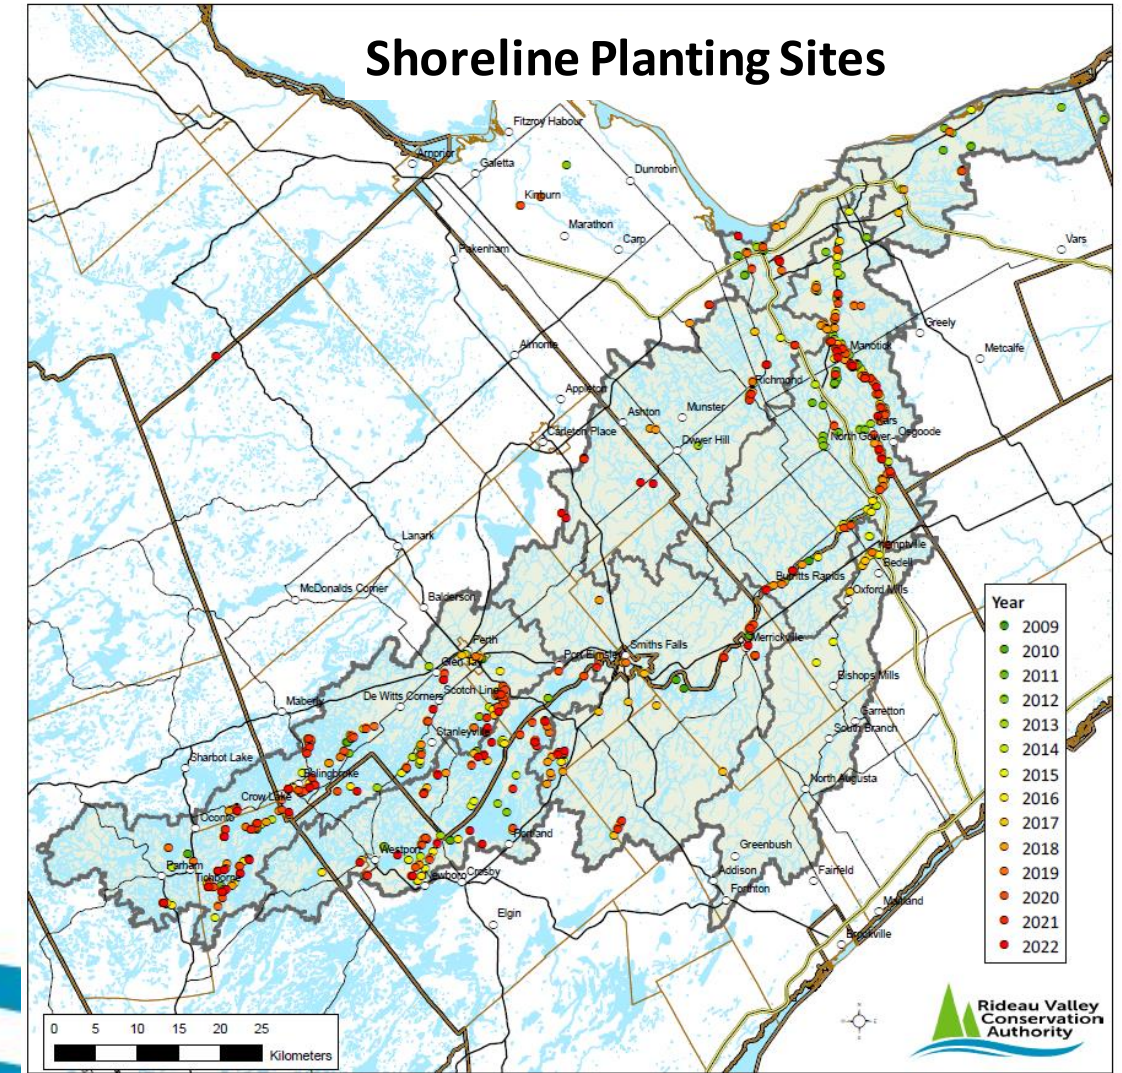 Shoreline Planting Sites
Fitzroy Habour
Arnprior
Galetta
Dunrobin
Kinburn
Marathon
Carp
Vars
Pakenham
Greely
Almonte
Manotick
Metcalfe
Richmond
Appleton
Munster
Ashton
Kars
Carleton Place
Dwyer Hill
North Gower
Osgoode
Lanark
Kemptville
Bedell
Burritts Rapids
McDonalds Corner
Oxford Mills
Balderson
Perth
Smiths Falls
Merrickville
Port Elmsley
Glen Tay
Bishops Mills
Scotch Line
De Witts Corners
Maberly
Garretton
Stanleyville
South Branch
Sharbot Lake
Bolingbroke
North Augusta
Crow Lake
Oconto
Portland
Westport
Greenbush
Parham
Tichborne
Newboro
Crosby
Addison
Fairfeld
Forthton
Maitland
Elgin
Brockville
Year
2009
2010
2011
2012
2013
2014
2015
2016
2017
2018
2019
2020
2021
2022
0 5 10 15 20 25
Kilometers
Rideau Valley
Conservation
Authority